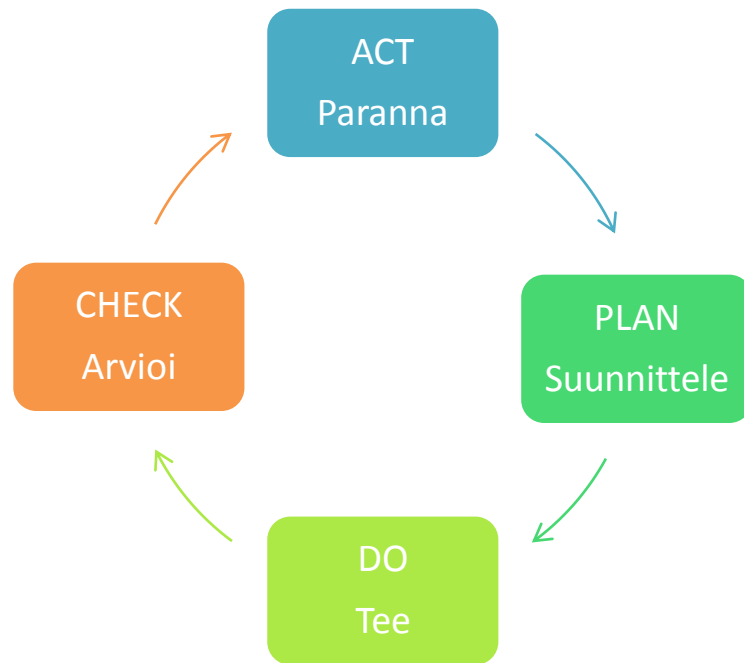 ACT
Paranna
PLAN
Suunnittele
DO
Tee
CHECK
Arvioi